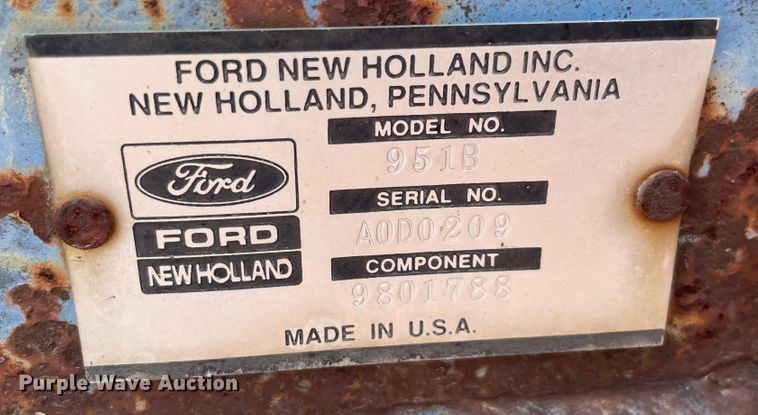 FORD NEW HOLLAND INC.
NEW HOLLAND, PENNSYLVANIA
MODEL NO.
951B
Ford
SERIAL NO.
A0D0209
FORD
COMPONENT
NEW HOLLAND
9801788
MADE IN U.S.A.
Purple Wave Auction